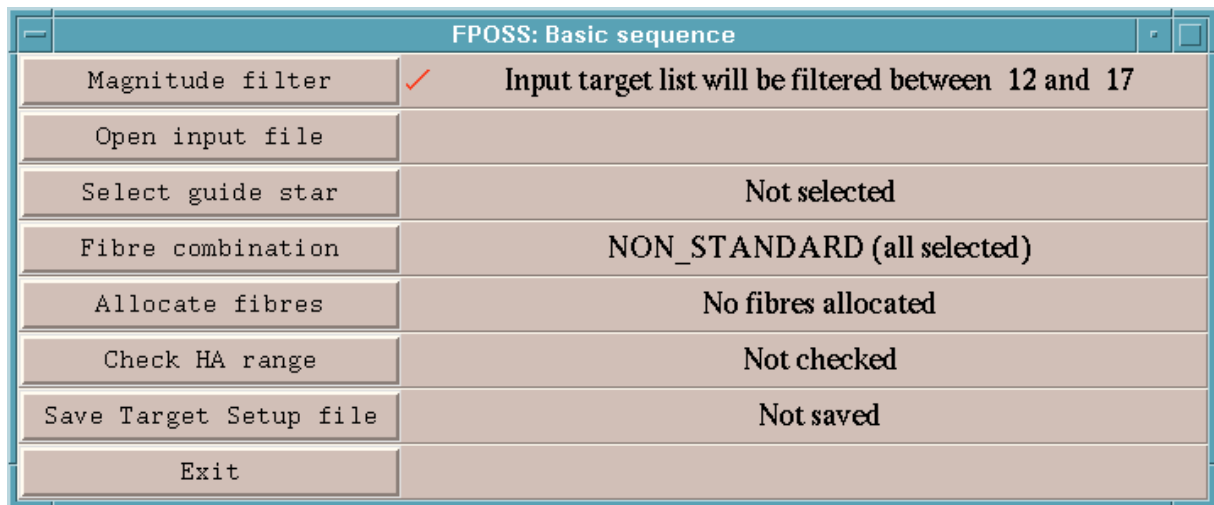 FPOSS: Basic sequence
Magnitude filter Input target list will be filtered between 12 and 17
Open input file
Select guide star Not selected
Fibre combination NON_STANDARD (all selected)
Allocate fibres No fibres allocated
Check HA range Not checked
Save Target Setup file Not saved
Exit